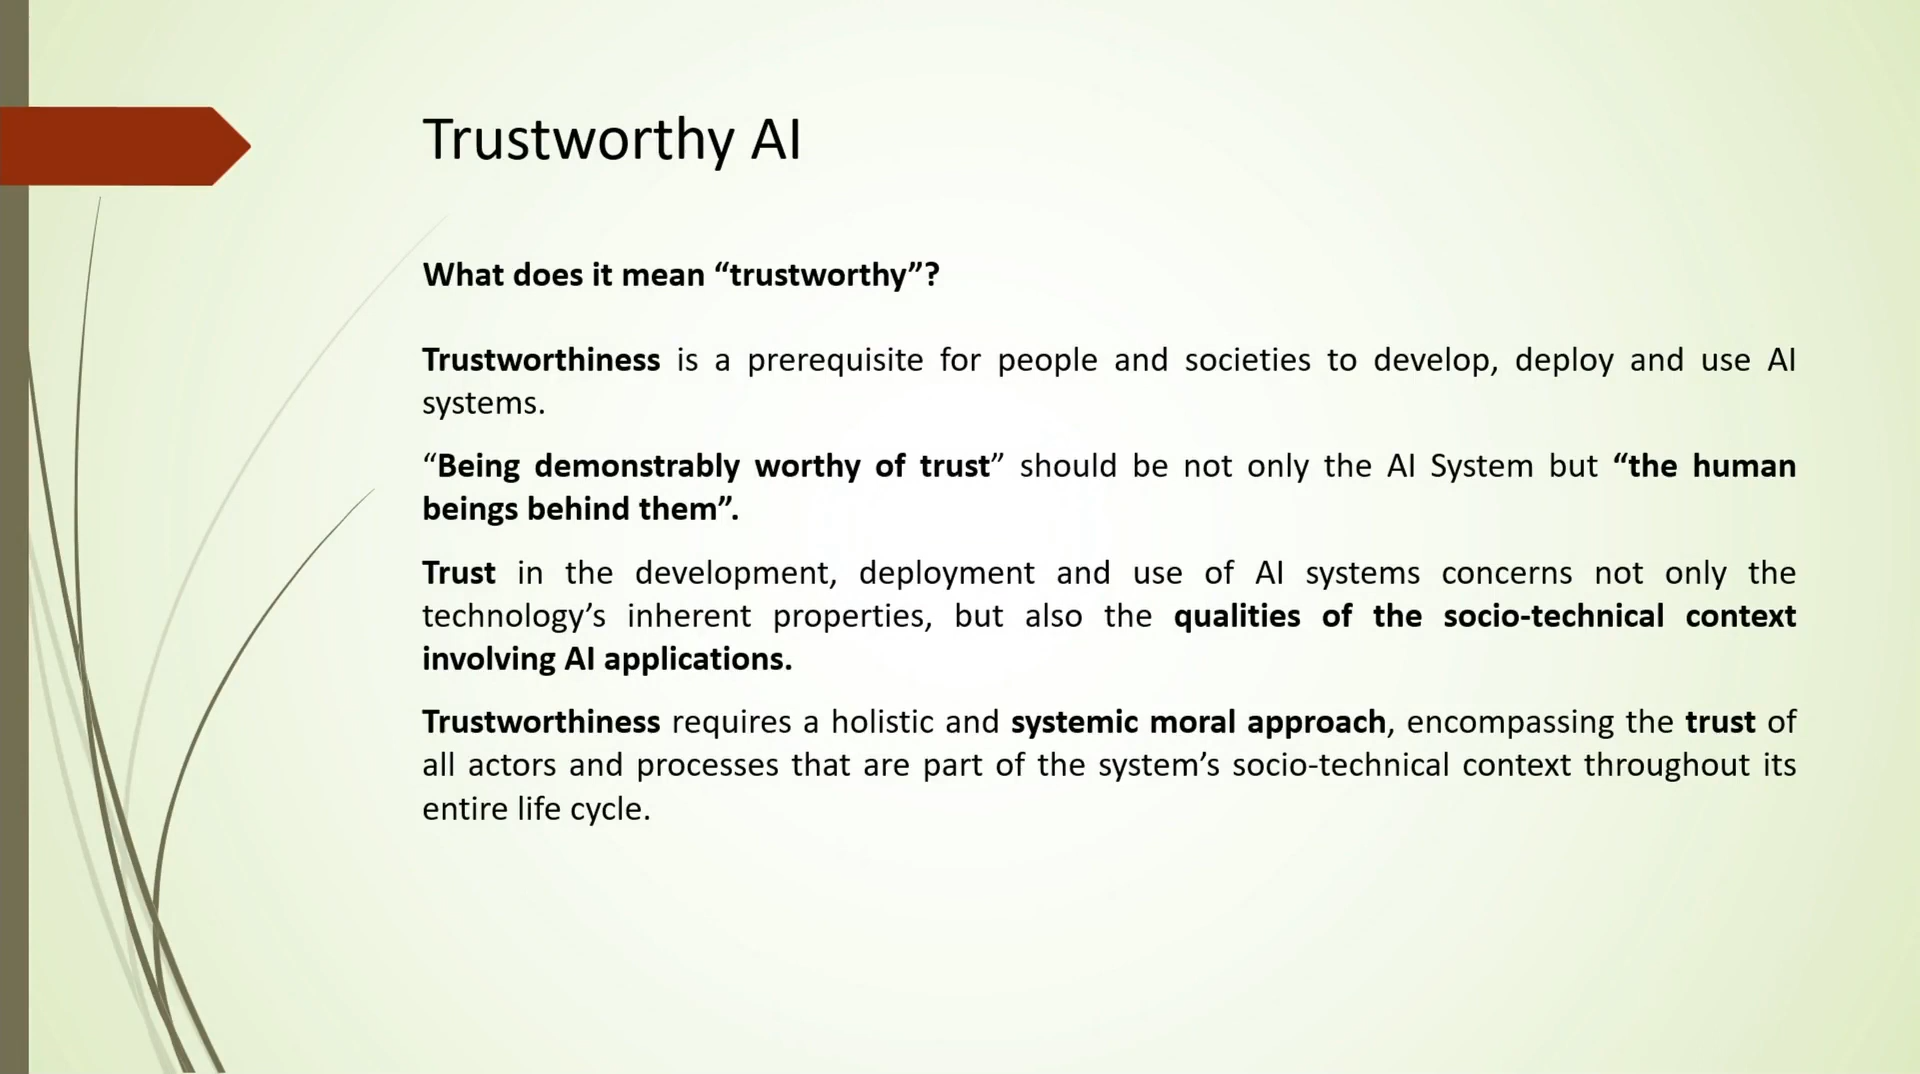 Trustworthy AI
What does it mean “trustworthy”?
Trustworthiness is a prerequisite for people and societies to develop, deploy and use AI
systems.
“Being demonstrably worthy of trust” should be not only the AI System but “the human
beings behind them”.
Trust in the development, deployment and use of AI systems concerns not only the
technology’s inherent properties, but also the qualities of the socio-technical context
involving AI applications.
Trustworthiness requires a holistic and systemic moral approach, encompassing the trust of
all actors and processes that are part of the system’s socio-technical context throughout its
entire life cycle.